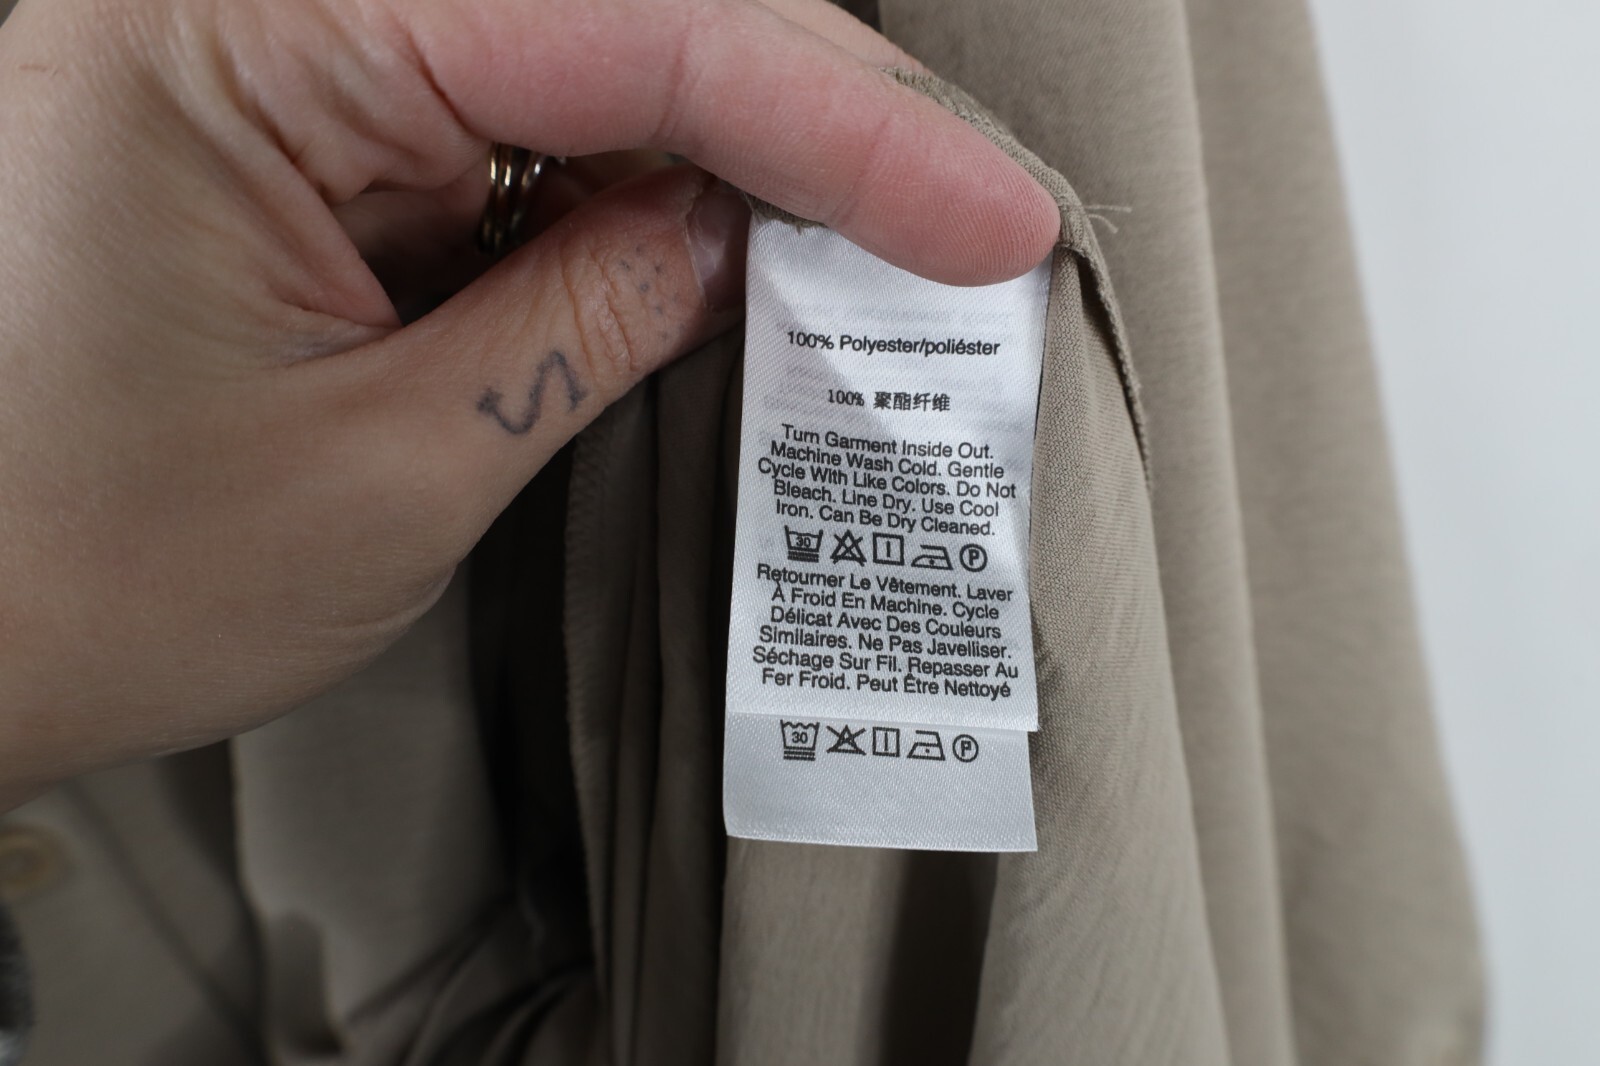 100% Polyester/poliéster
100% 聚酯纤维
Turn Garment Inside Out.
Machine Wash Cold. Gentle
Cycle With Like Colors. Do Not
Bleach. Line Dry. Use Cool
Iron. Can Be Dry Cleaned.
30 P
Retourner Le Vêtement. Laver
À Froid En Machine. Cycle
Délicat Avec Des Couleurs
Similaires. Ne Pas Javelliser.
Séchage Sur Fil. Repasser Au
Fer Froid. Peut Être Nettoyé
30 P